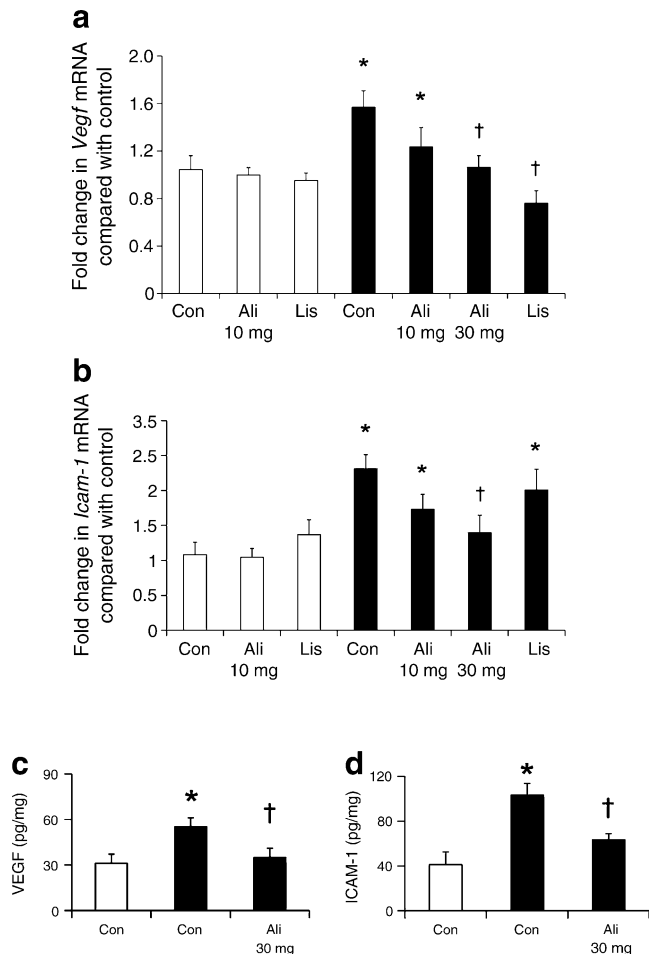 a
Fold change in Vegf mRNA
compared with control
2.0
1.6
1.2
0.8
0.4
0
* * † †
Con Ali Lis Con Ali Ali Lis
10 mg 10 mg 30 mg
b
Fold change in Icam-1 mRNA
compared with control
3.5
2.5
2
1.5
1
0.5
0
* * † *
Con Ali Lis Con Ali Ali Lis
10 mg 10 mg 30 mg
c
VEGF (pg/mg)
90
60
30
0
* †
Con Con Ali
30 mg
d
ICAM-1 (pg/mg)
120
80
40
0
* †
Con Con Ali
30 mg